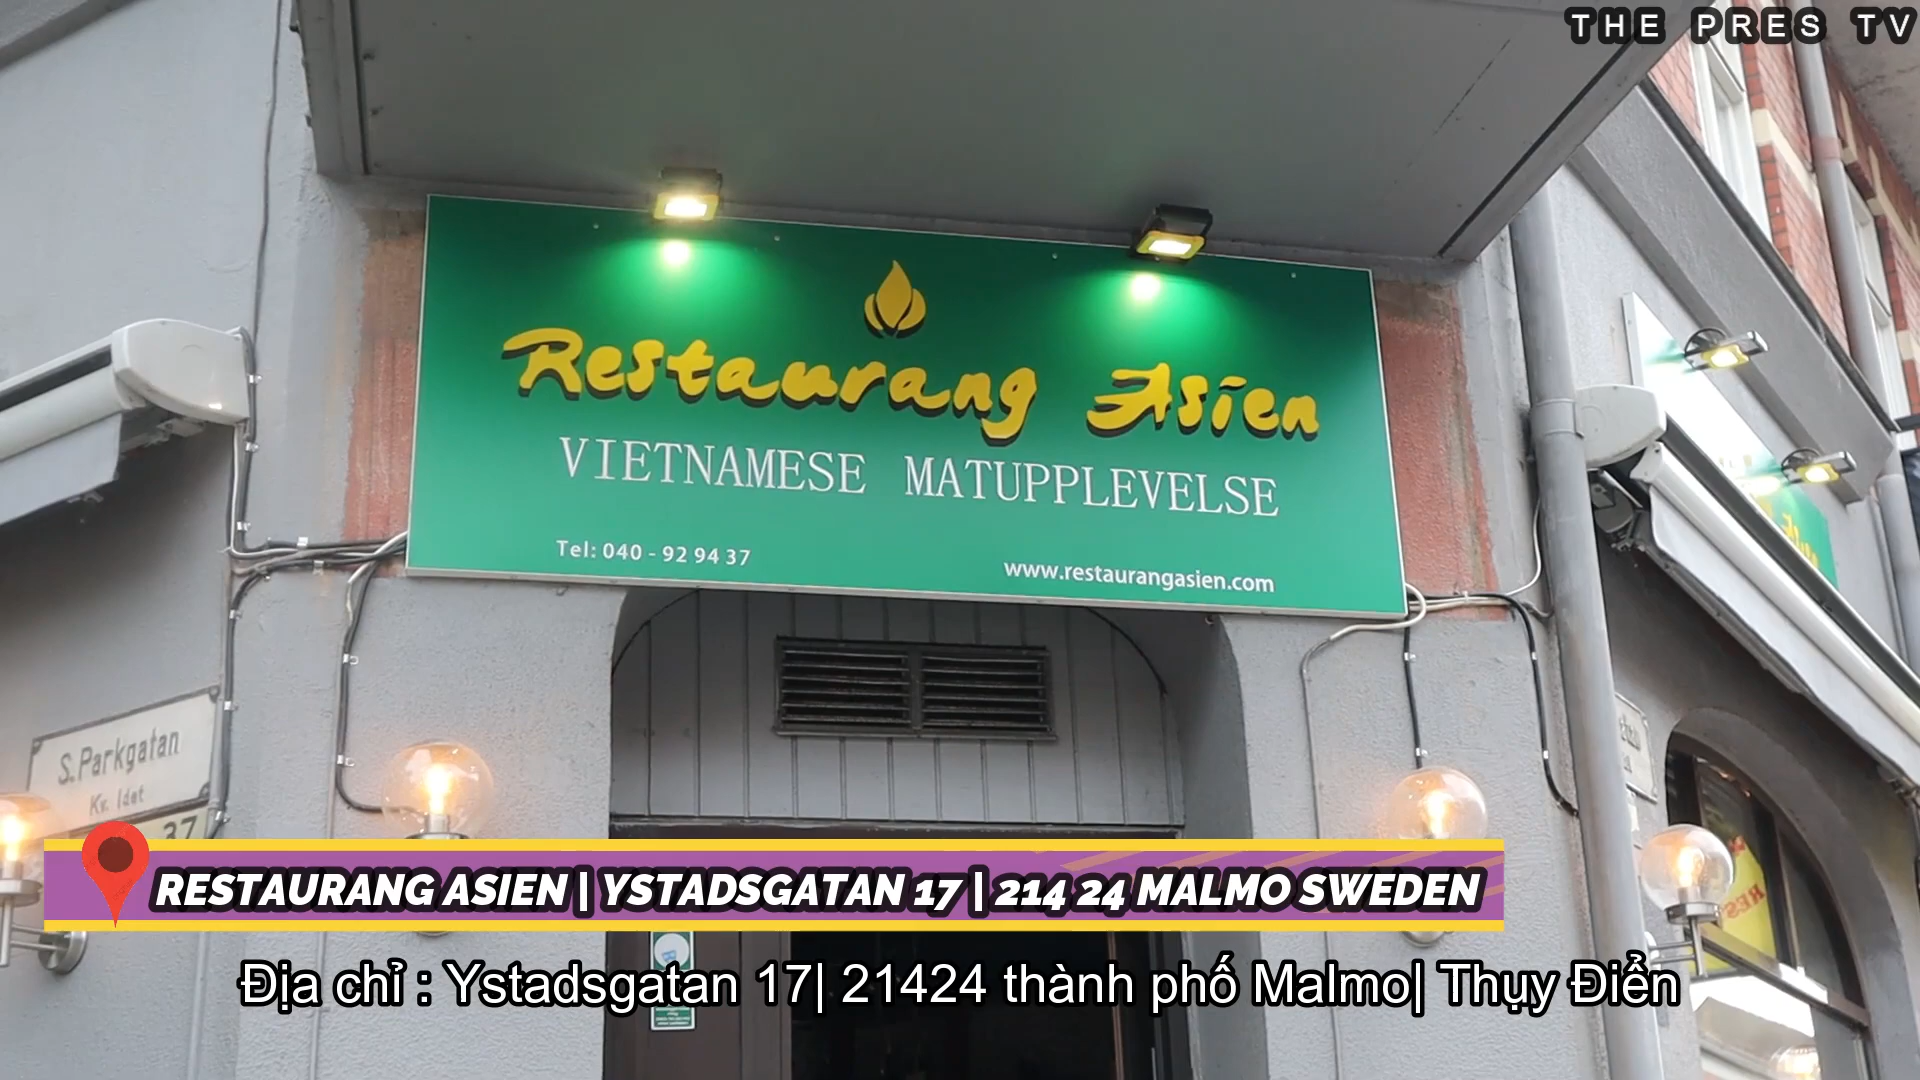 THE PRES TV
Restaurang Asien
VIETNAMESE MATUPPLEVELSE
Tel: 040 - 92 94 37
www.restaurangasien.com
S. Parkgatan
Kv. Idet
37
RESTAURANG ASIEN | YSTADSGATAN 17 | 214 24 MALMO SWEDEN
Địa chỉ : Ystadsgatan 17| 21424 thành phố Malmo| Thụy Điển